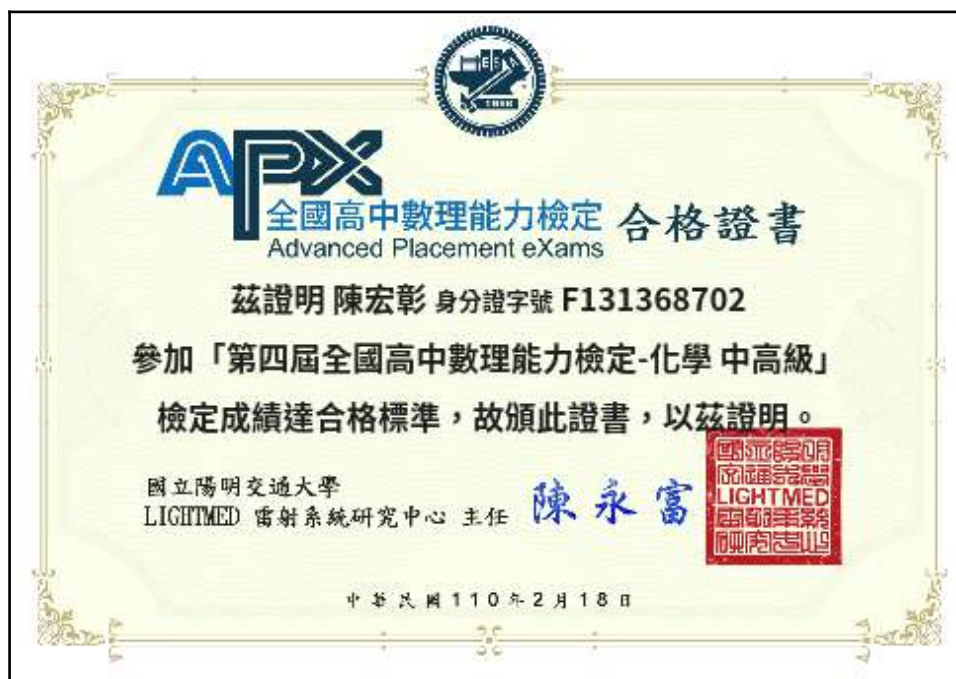 APX
全國高中數理能力檢定 合格證書
Advanced Placement eXams
茲證明 陳宏彰 身分證字號 F131368702
參加「第四屆全國高中數理能力檢定-化學 中高級」
檢定成績達合格標準,故頒此證書,以茲證明。
國立陽明交通大學
LIGHTMED 雷射系統研究中心 主任 陳永富
LIGHTMED
中華民國110年2月18日